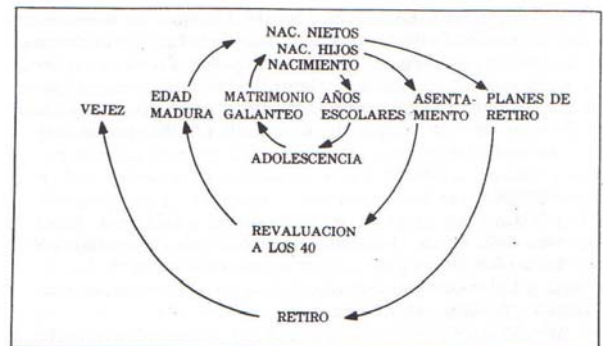 NAC. NIETOS
NAC. HIJOS
NACIMIENTO
VEJEZ
EDAD
MADURA
MATRIMONIO
GALANTEO
AÑOS
ESCOLARES
ASENTA-
MIENTO
PLANES DE
RETIRO
ADOLESCENCIA
REVALUACION
A LOS 40
RETIRO